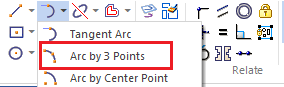 Tangent Arc
Arc by 3 Points
Arc by Center Point
Relate